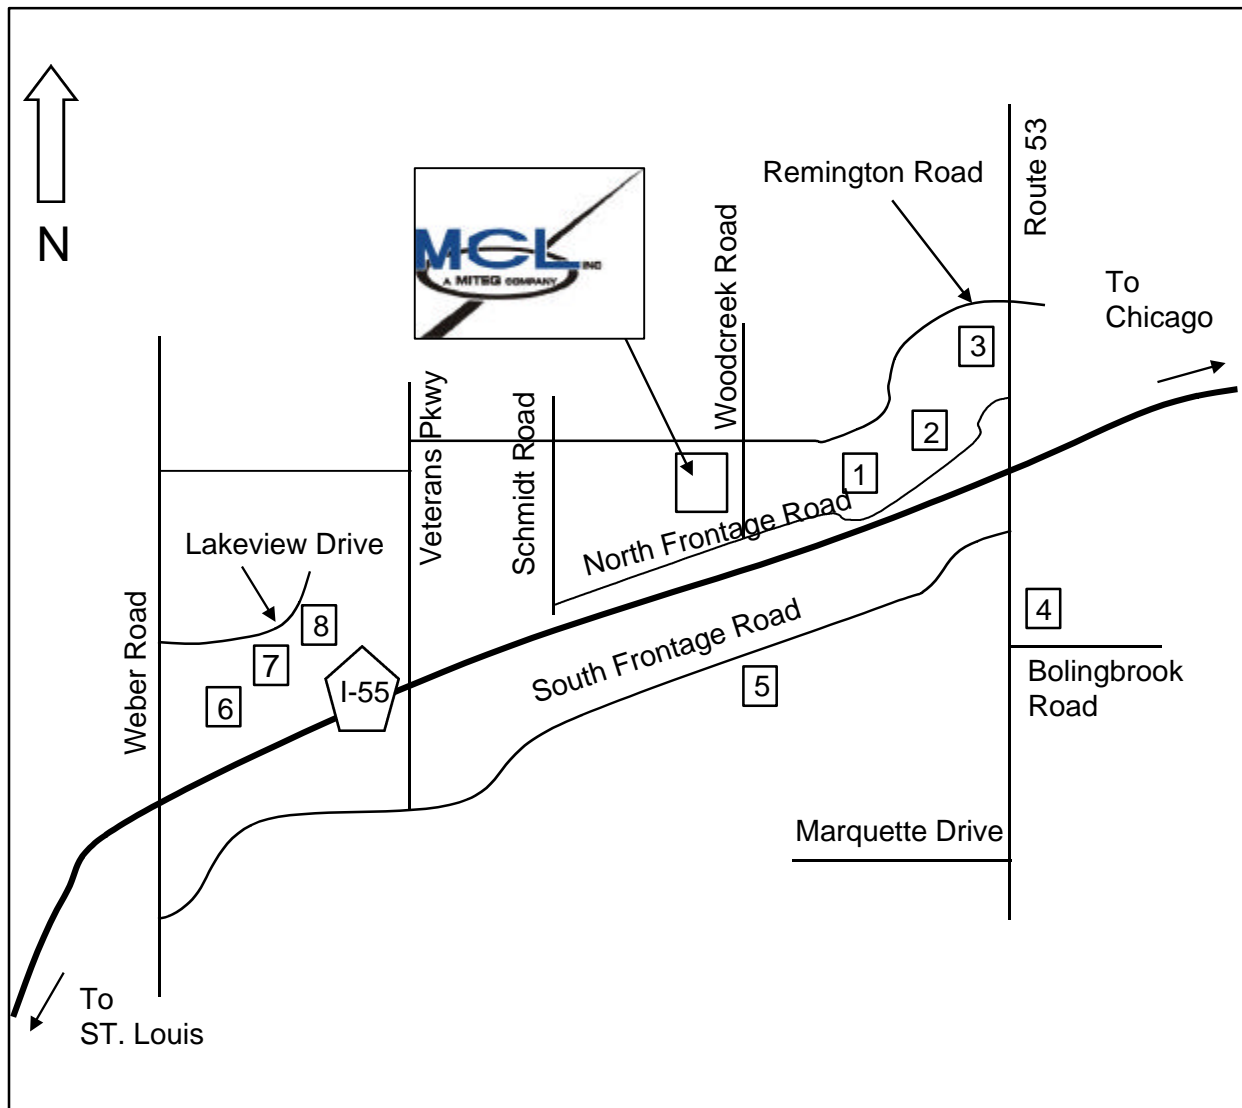 N
MCL INC
A MITEQ COMPANY
Remington Road
Route 53
To
Chicago
Woodcreek Road
3
Veterans Pkwy
Schmidt Road
2
1
North Frontage Road
Lakeview Drive
8
7
6
I-55
Weber Road
South Frontage Road
5
4
Bolingbrook
Road
Marquette Drive
To
ST. Louis